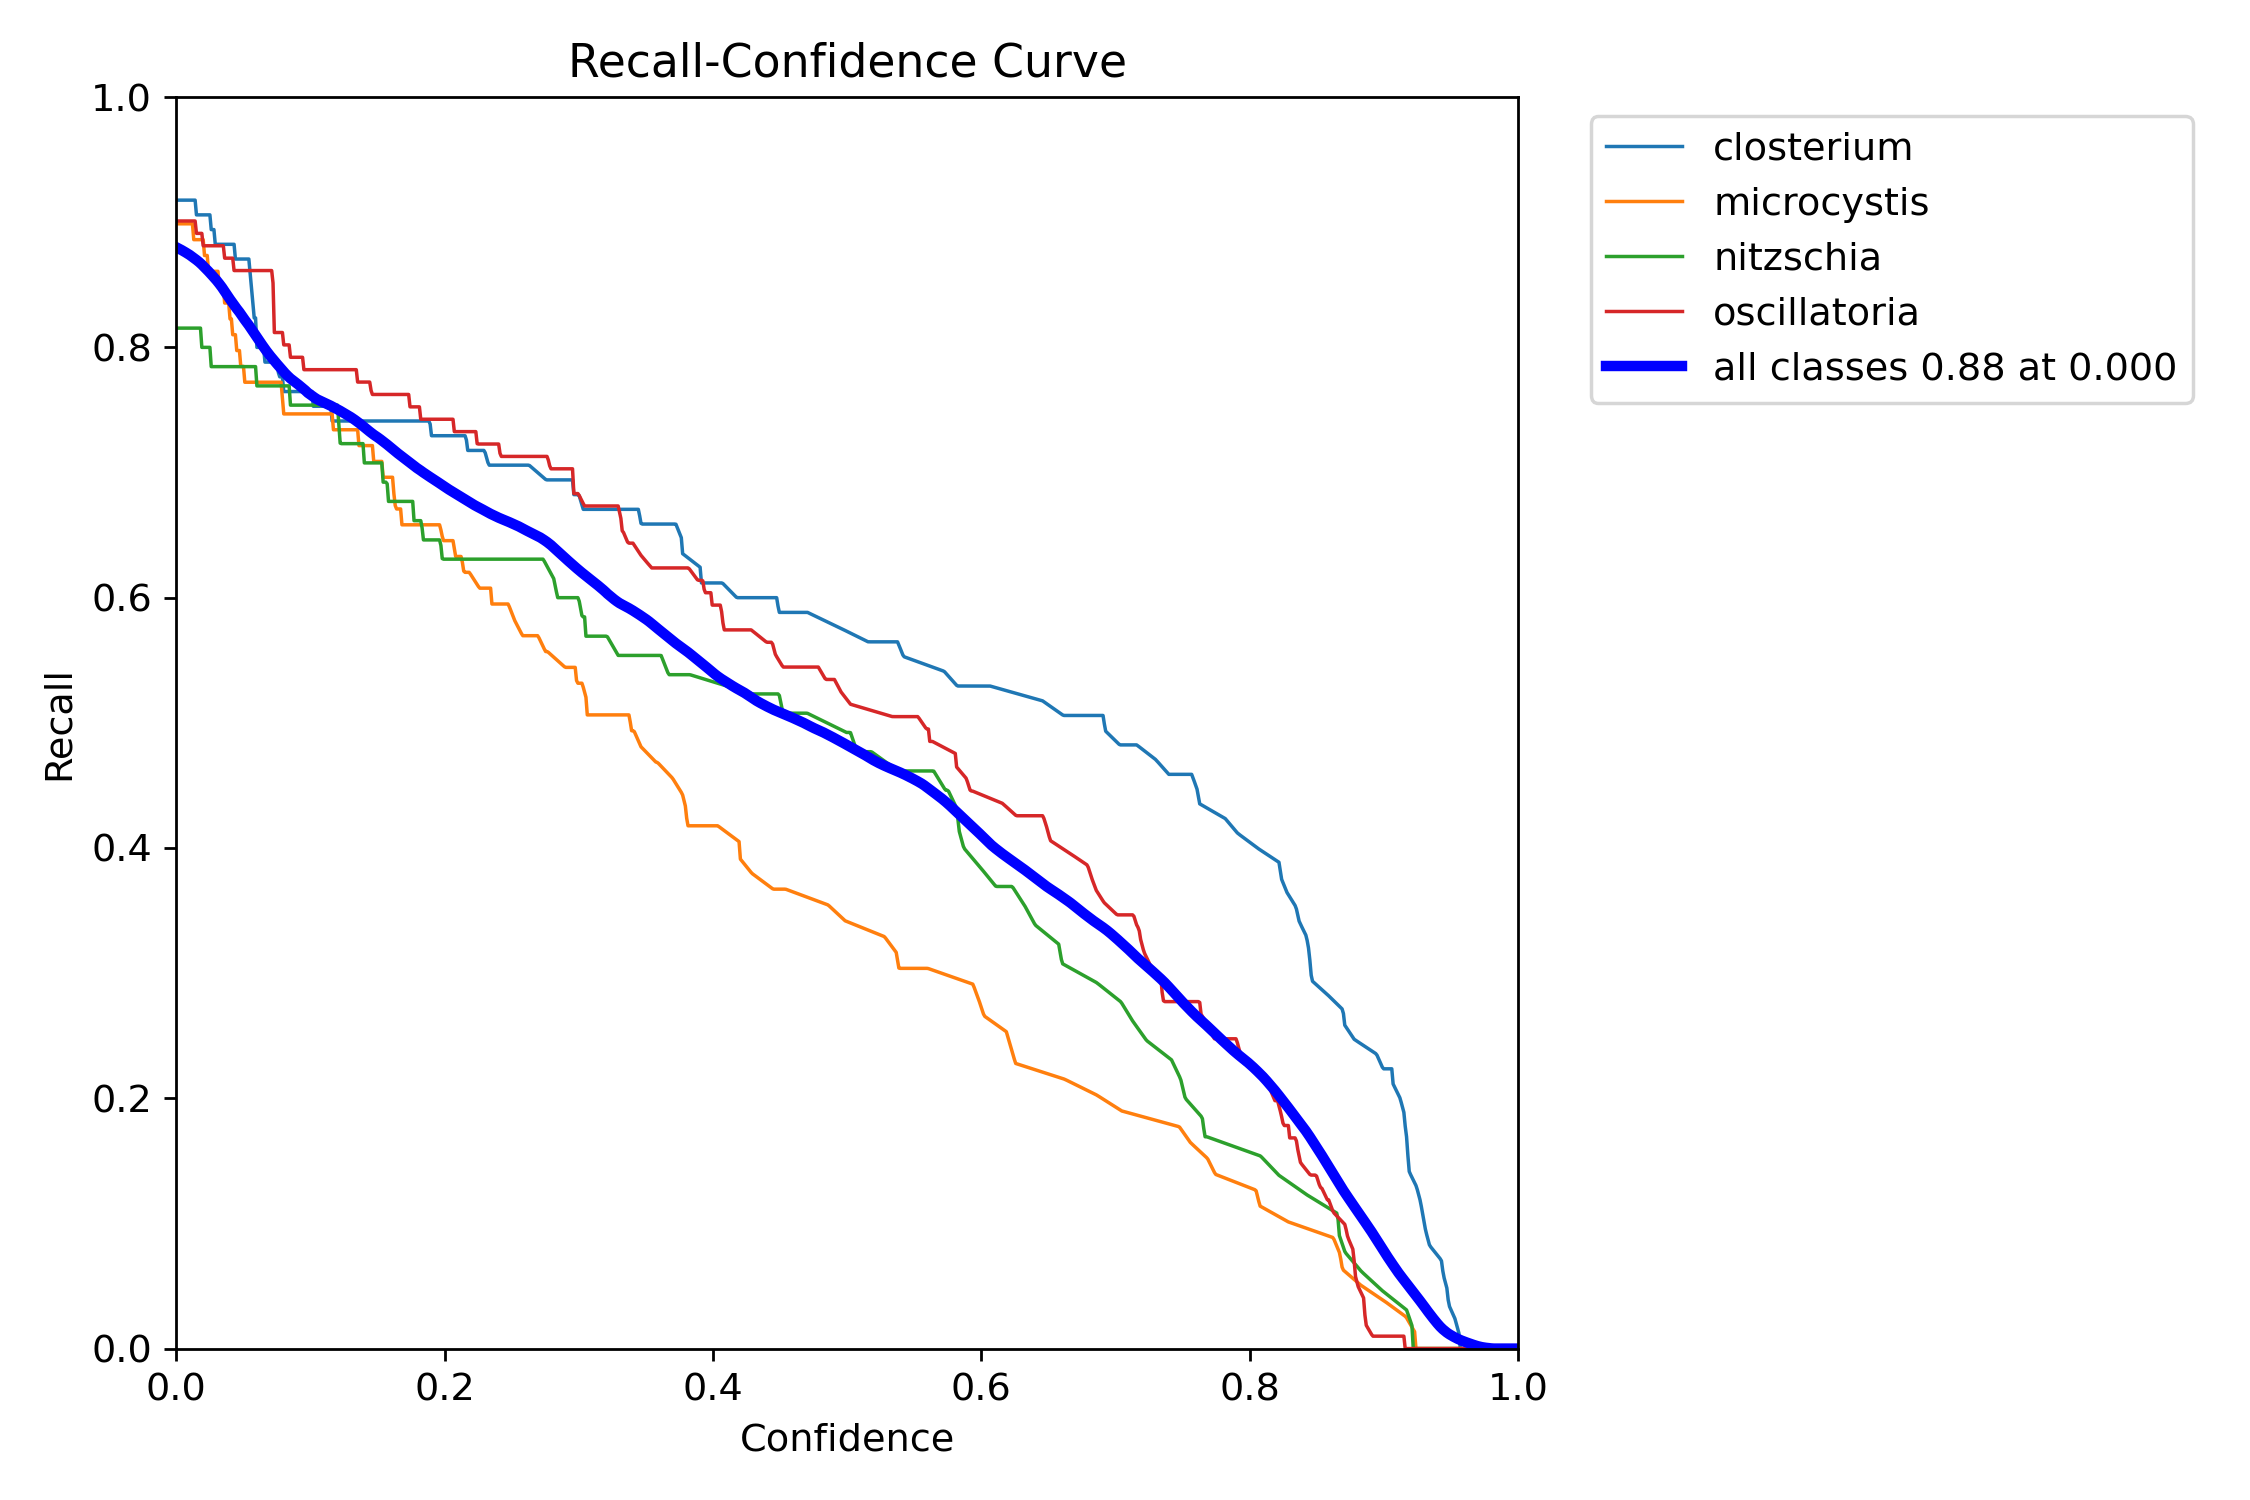 Recall-Confidence Curve
1.0
0.8
0.6
0.4
0.2
0.0
Recall
0.0 0.2 0.4 0.6 0.8 1.0
Confidence
closterium
microcystis
nitzschia
oscillatoria
all classes 0.88 at 0.000